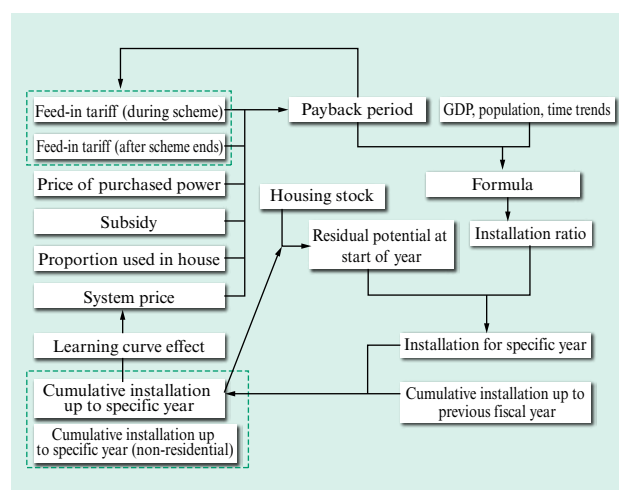 Feed-in tariff (during scheme)
Feed-in tariff (after scheme ends)
Price of purchased power
Subsidy
Proportion used in house
System price
Learning curve effect
Cumulative installation
up to specific year
Cumulative installation up
to specific year (non-residential)
Payback period
GDP, population, time trends
Formula
Housing stock
Residual potential at
start of year
Installation ratio
Installation for specific year
Cumulative installation up to
previous fiscal year